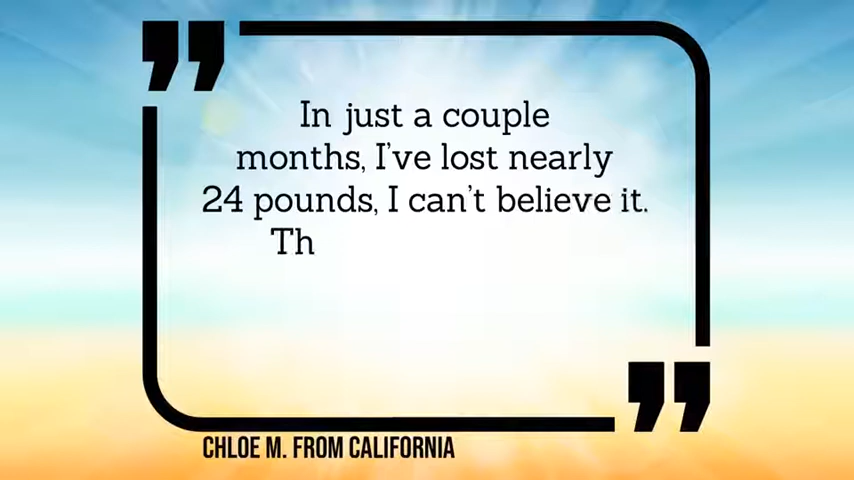 In just a couple
months, I've lost nearly
24 pounds, I can't believe it.
Th
CHLOE M. FROM CALIFORNIA